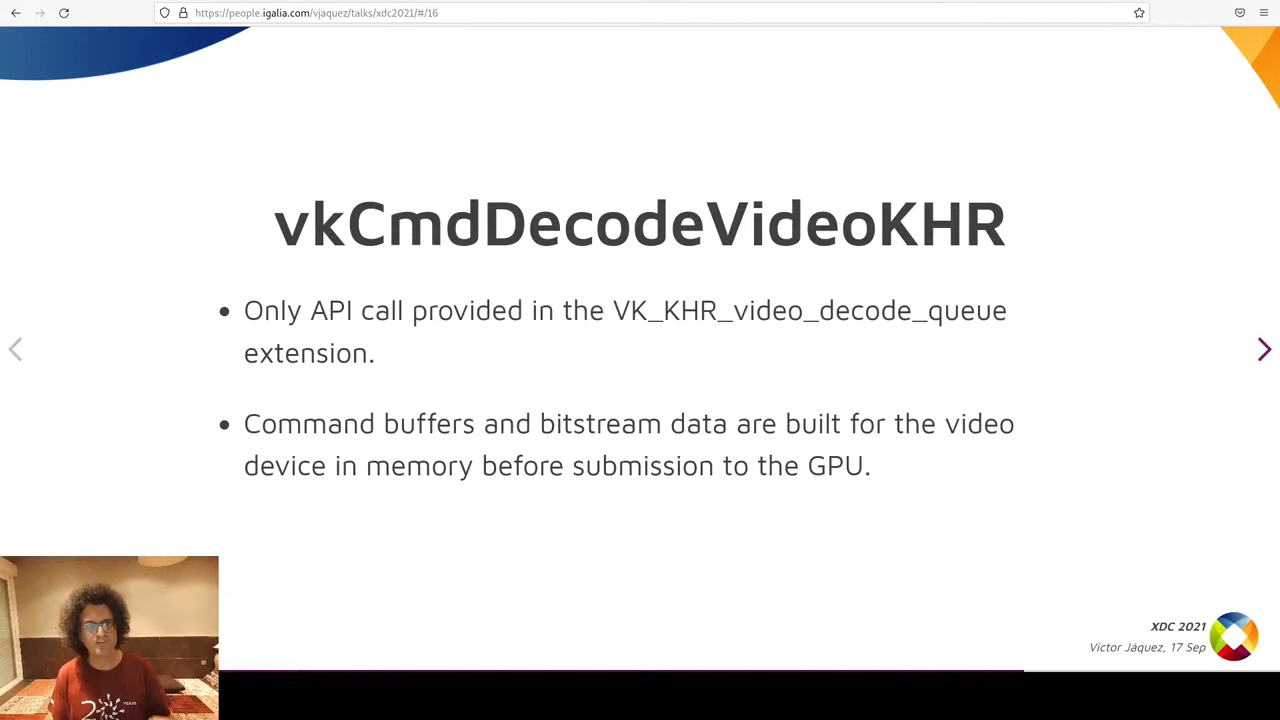 https://people.igalia.com/vjaquez/talks/xdc2021/#/16
vkCmdDecodeVideoKHR
• Only API call provided in the VK_KHR_video_decode_queue
extension.
• Command buffers and bitstream data are built for the video
device in memory before submission to the GPU.
XDC 2021
Víctor Jáquez, 17 Sep
20 YEARS